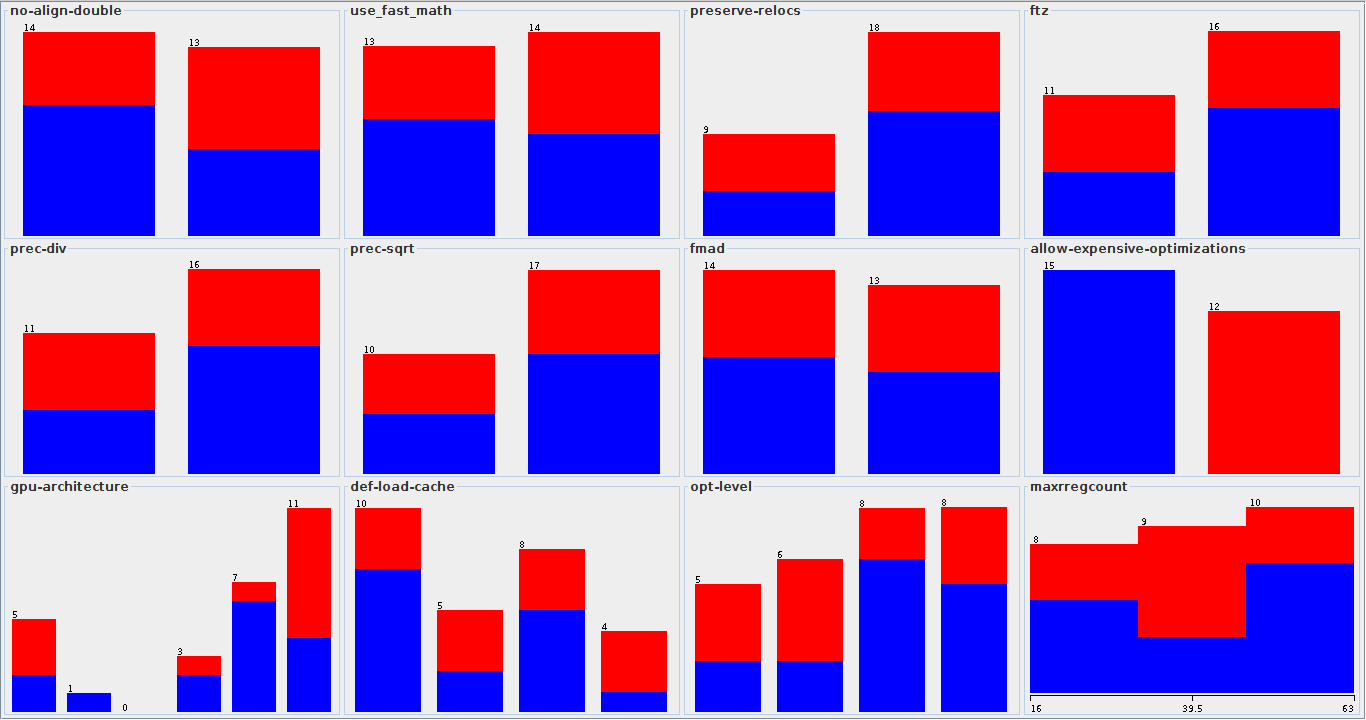 no-align-double
14
13
use_fast_math
13
14
preserve-relocs
9
18
ftz
11
16
prec-div
11
16
prec-sqrt
10
17
fmad
14
13
allow-expensive-optimizations
15
12
gpu-architecture
5
1
0
3
7
11
def-load-cache
10
5
8
4
opt-level
5
6
8
8
maxrregcount
8
9
10
16 39.5 63